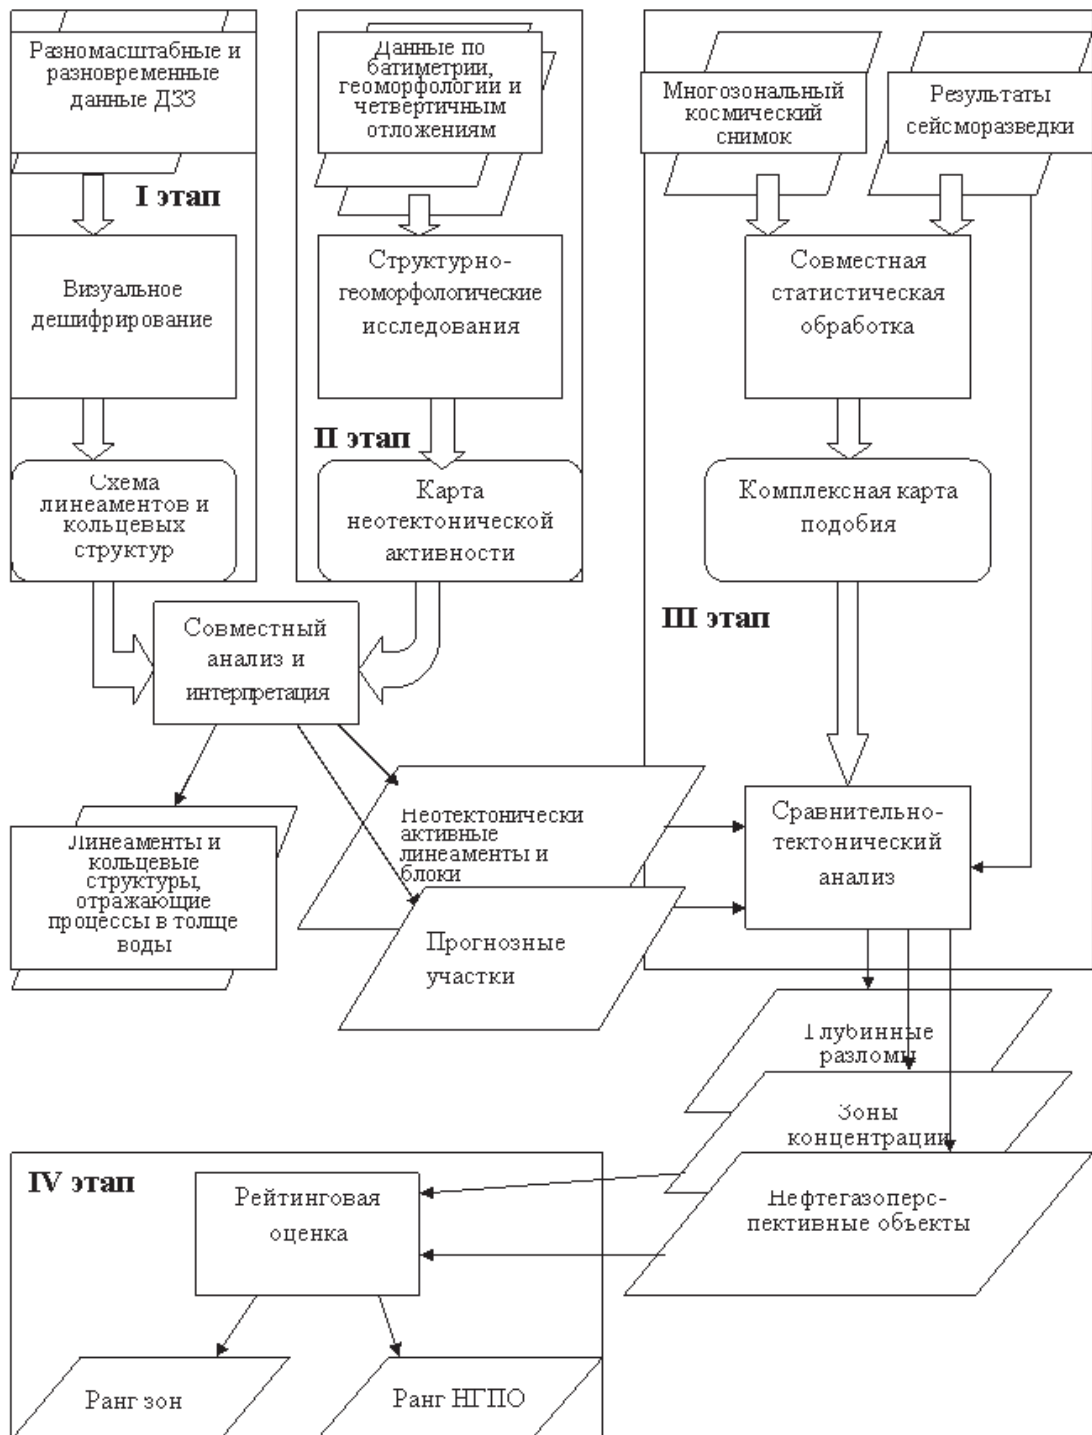 Разномасштабные и
разновременные
данные ДЗЗ
I этап
Визуальное
дешифрирование
Схема
линеаментов и
кольцевых
структур
Данные по
батиметрии,
геоморфологии и
четвертичным
отложениям
Структурно-
геоморфологические
исследования
II этап
Карта
неотектонической
активности
Многозональный
космический
снимок
Результаты
сейсморазведки
Совместная
статистическая
обработка
Комплексная карта
подобия
III этап
Совместный
анализ и
интерпретация
Линеаменты и
кольцевые
структуры,
отражающие
процессы в толще
воды
Неотектонически
активные
линеаменты и
блоки
Прогнозные
участки
Сравнительно-
тектонический
анализ
Глубинные
разломы
Зоны
концентрации
Нефтегазоперс-
пективные объекты
IV этап
Рейтинговая
оценка
Ранг зон
Ранг НГПО